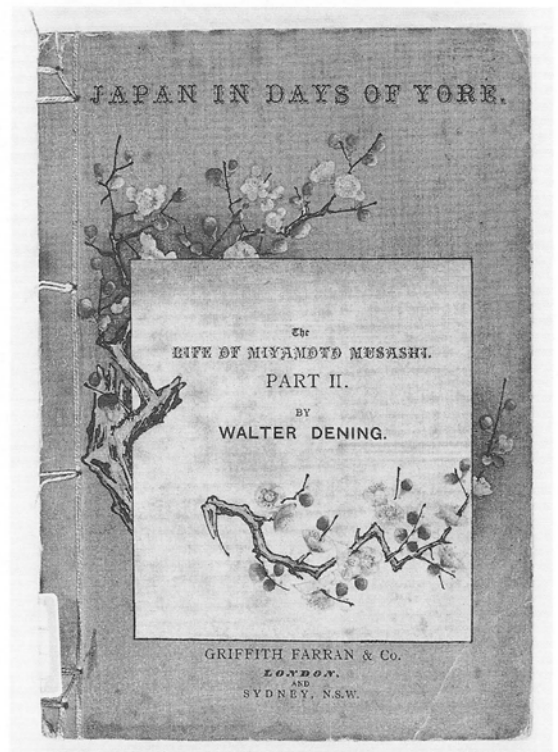 JAPAN IN DAYS OF YORE.
The
LIFE OF MIYAMOTO MUSASHI.
PART II.
BY
WALTER DENING.
GRIFFITH FARRAN & Co.
LONDON.
AND
SYDNEY, N.S.W.